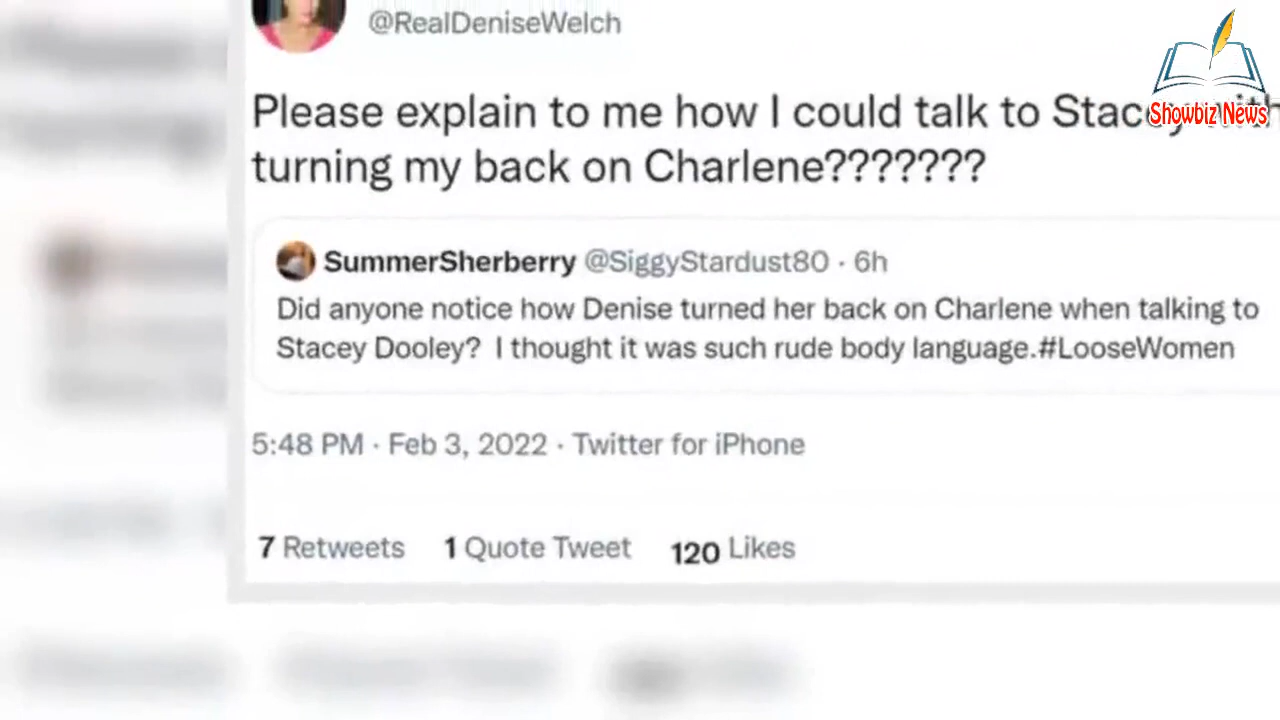 @RealDeniseWelch
Please explain to me how I could talk to
turning my back on Charlene???????
SummerSherberry @SiggyStardust80 · 6h
Did anyone notice how Denise turned her back on Charlene when talking to
Stacey Dooley? I thought it was such rude body language.#LooseWomen
5:48 PM · Feb 3, 2022 · Twitter for iPhone
7 Retweets 1 Quote Tweet 120 Likes
Showbiz News